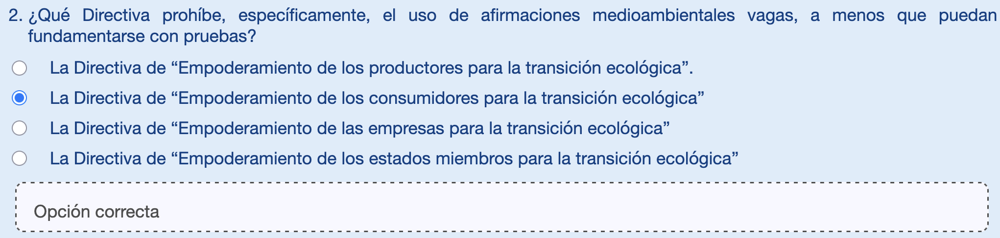 2. ¿Qué Directiva prohíbe, específicamente, el uso de afirmaciones medioambientales vagas, a menos que puedan
fundamentarse con pruebas?
La Directiva de “Empoderamiento de los productores para la transición ecológica”.
La Directiva de “Empoderamiento de los consumidores para la transición ecológica”
La Directiva de “Empoderamiento de las empresas para la transición ecológica”
La Directiva de “Empoderamiento de los estados miembros para la transición ecológica”
Opción correcta